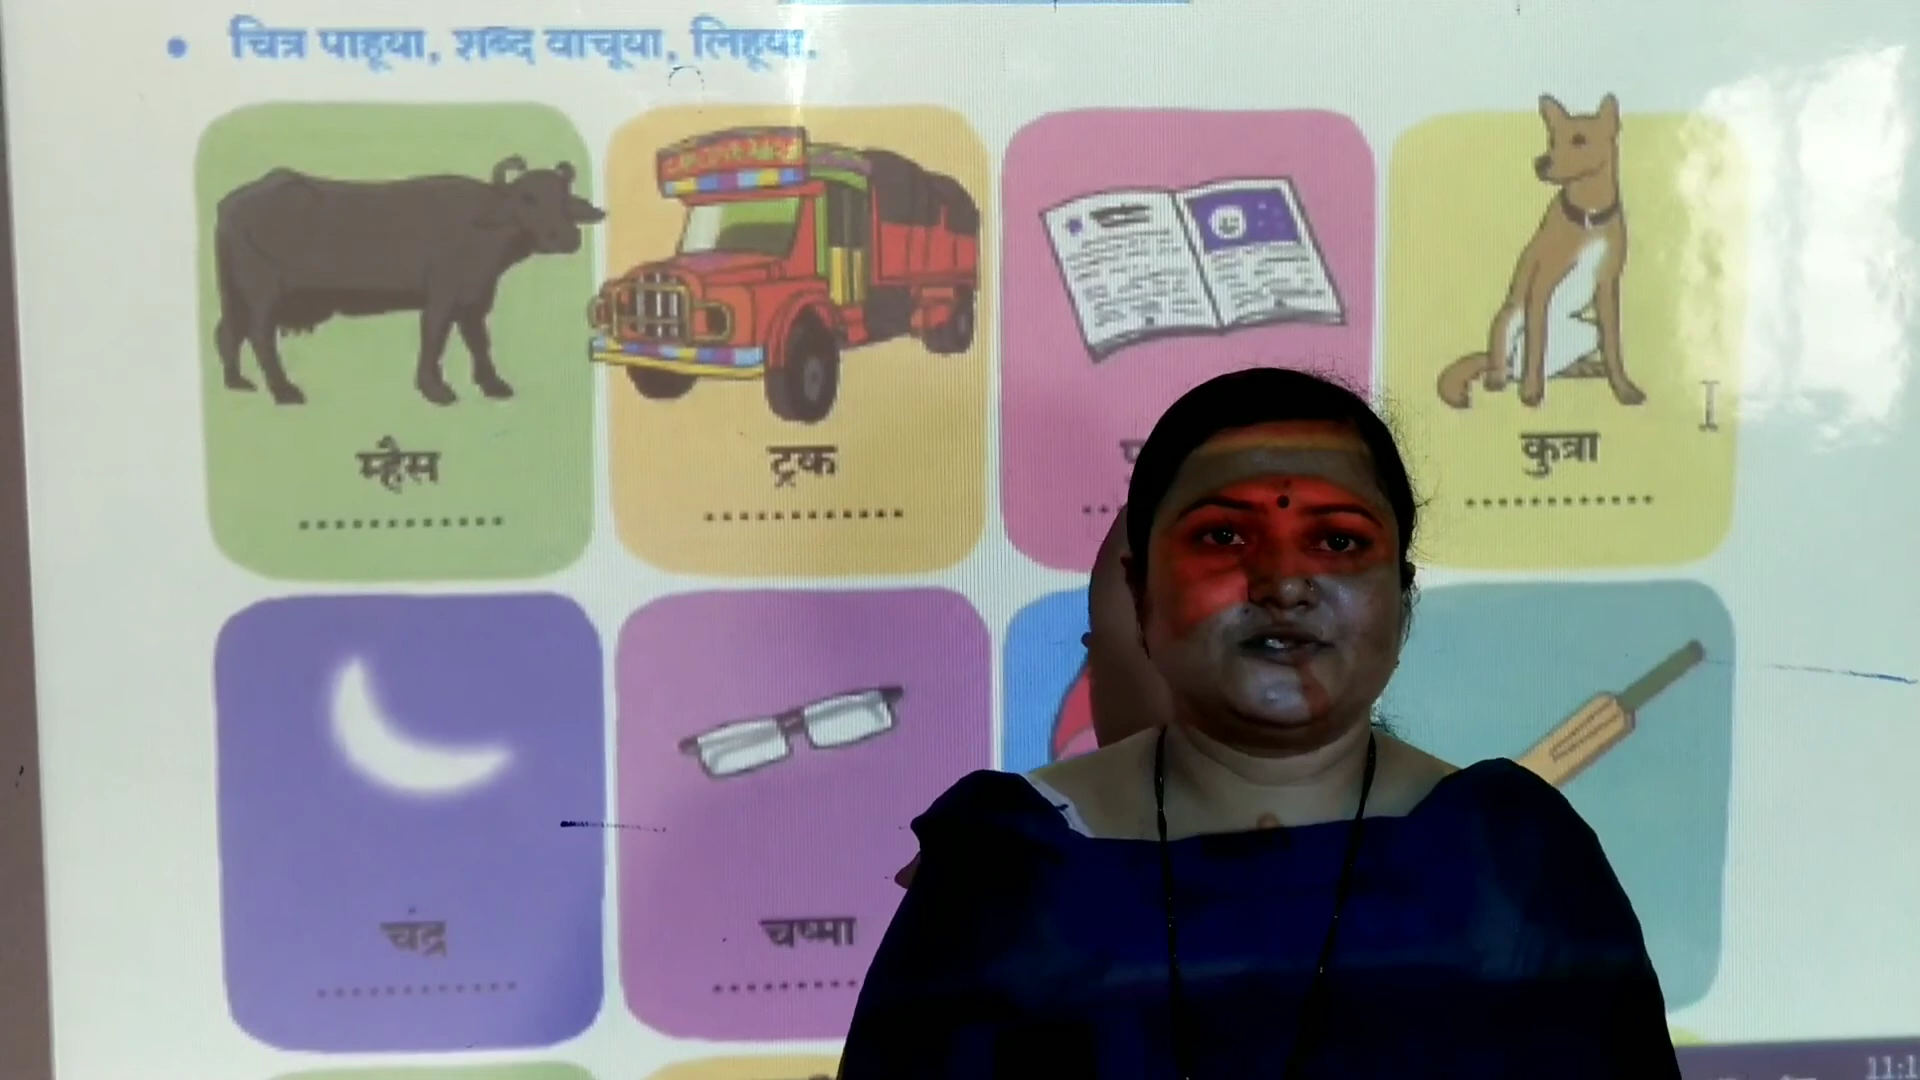 • चित्र पाहूया, शब्द वाचूया, लिहूया.
म्हैस
ट्रक
कुत्रा
चंद्र
चष्मा